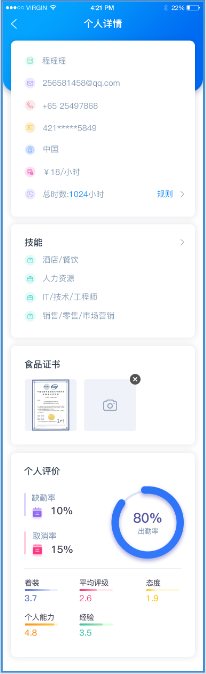 VIRGIN 4:21 PM 22%
个人详情
程旺旺
256581458@qq.com
+65 25497868
421*****5849
中国
￥18/小时
总时数:1024小时 规则
技能
酒店/餐饮
人力资源
IT/技术/工程师
销售/零售/市场营销
食品证书
个人评价
缺勤率
10%
取消率
15%
80%
出勤率
着装 平均评级 态度
3.7 2.6 1.9
个人能力 经验
4.8 3.5